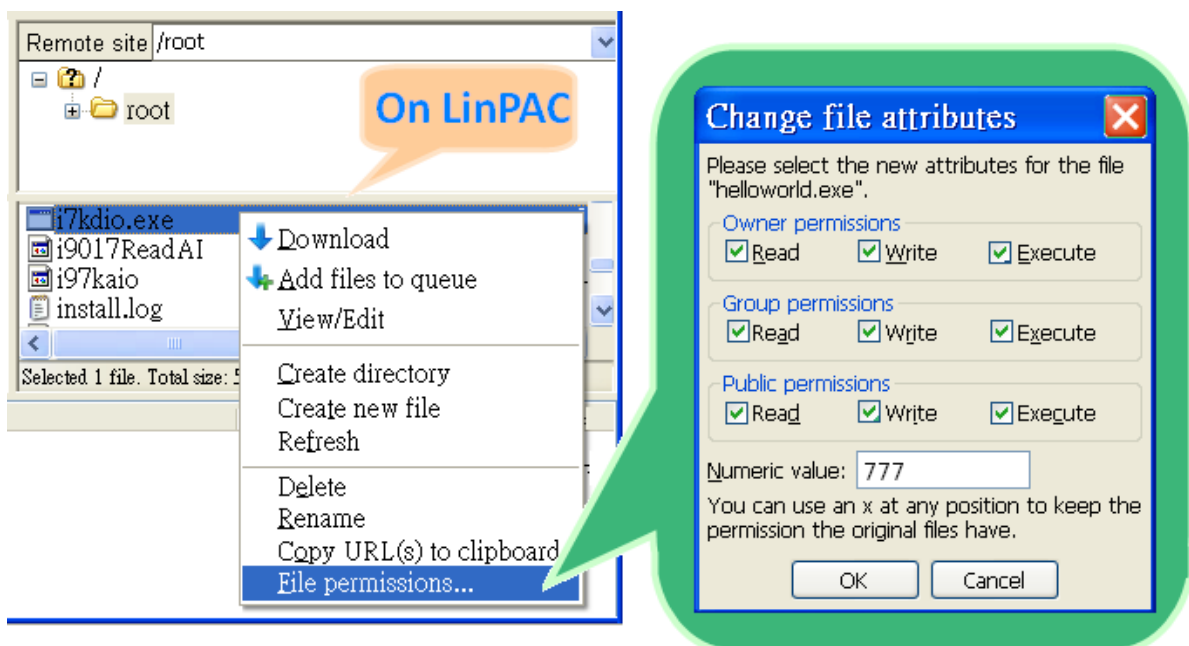 Remote site /root
/
root
On LinPAC
i7kdio.exe
i9017ReadAI
i97kaio
install.log
Selected 1 file. Total size:
Download
Add files to queue
View/Edit
Create directory
Create new file
Refresh
Delete
Rename
Copy URL(s) to clipboard
File permissions...
Change file attributes
Please select the new attributes for the file
"helloworld.exe".
Owner permissions
Read Write Execute
Group permissions
Read Write Execute
Public permissions
Read Write Execute
Numeric value: 777
You can use an x at any position to keep the
permission the original files have.
OK Cancel